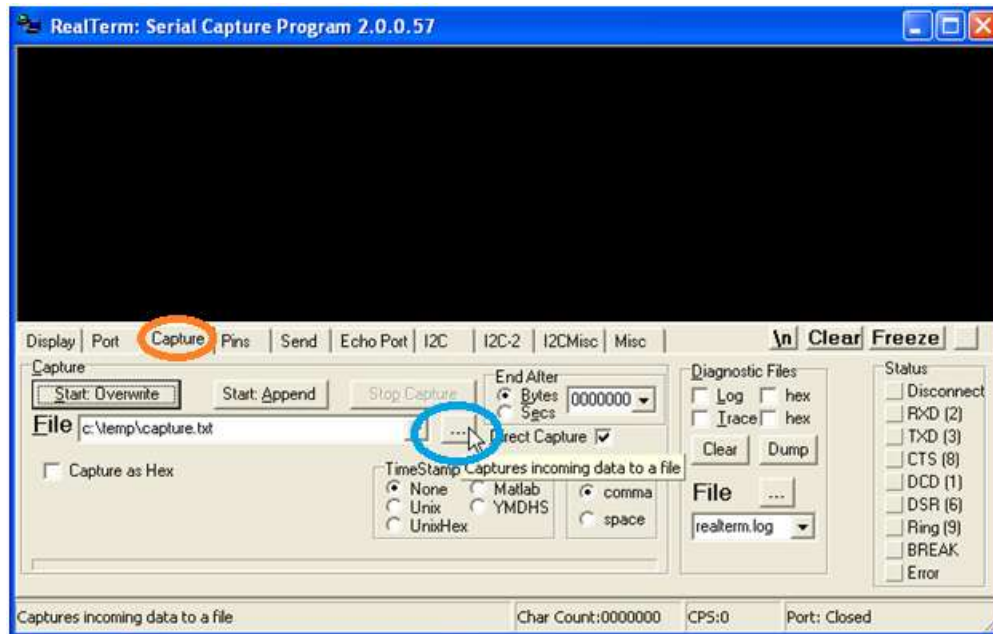 RealTerm: Serial Capture Program 2.0.0.57
Display Port Capture Pins Send Echo Port I2C I2C-2 I2CMisc Misc \n Clear Freeze
Capture
Start: Overwrite Start: Append Stop Capture
End After
Bytes
Secs
0000000
File c:\temp\capture.txt ...
Direct Capture
Capture as Hex
Captures incoming data to a file
TimeStamp
None Matlab
Unix YMDHS
UnixHex
comma
space
Diagnostic Files
Log hex
Trace hex
Clear Dump
File ...
realterm.log
Status
Disconnect
RXD (2)
TXD (3)
CTS (8)
DCD (1)
DSR (6)
Ring (9)
BREAK
Error
Captures incoming data to a file Char Count:0000000 CPS:0 Port: Closed